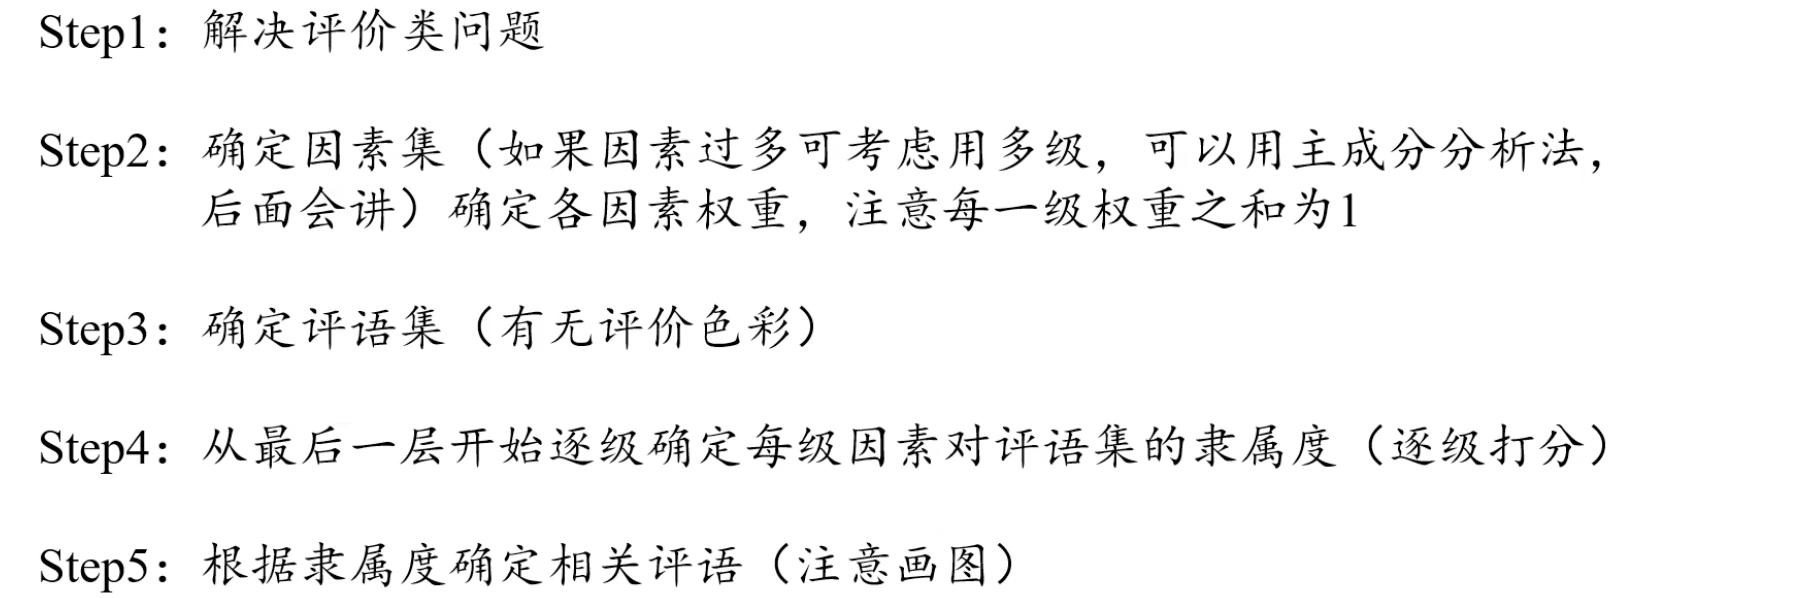 Step1：解决评价类问题
Step2：确定因素集（如果因素过多可考虑用多级，可以用主成分分析法，
后面会讲）确定各因素权重，注意每一级权重之和为1
Step3：确定评语集（有无评价色彩）
Step4：从最后一层开始逐级确定每级因素对评语集的隶属度（逐级打分）
Step5：根据隶属度确定相关评语（注意画图）